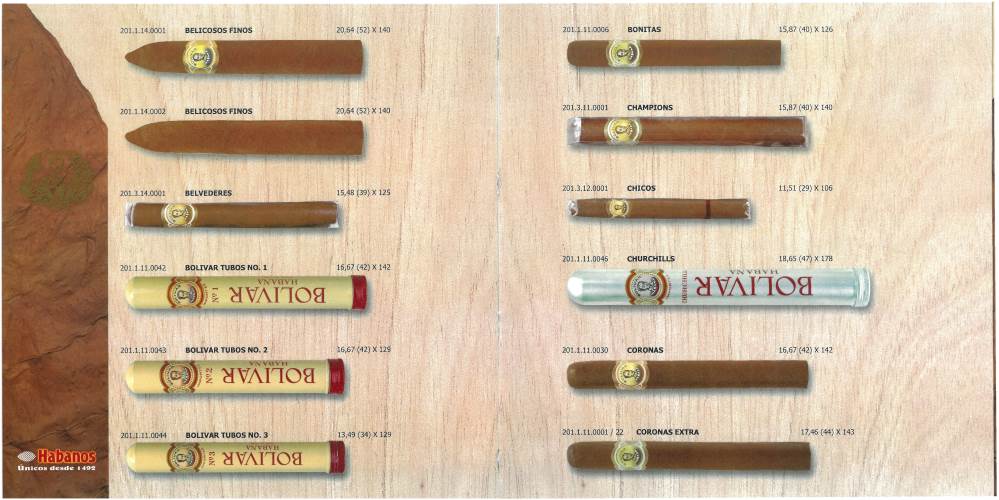 201.1.14.0001 BELICOSOS FINOS 20,64 (52) X 140
201.1.14.0002 BELICOSOS FINOS 20,64 (52) X 140
201.3.14.0001 BELVEDERES 15,48 (39) X 125
201.1.11.0042 BOLIVAR TUBOS NO. 1 16,67 (42) X 142
Nº 1 BOLIVAR
HABANA
201.1.11.0043 BOLIVAR TUBOS NO. 2 16,67 (42) X 129
Nº2 BOLIVAR
HABANA
201.1.11.0044 BOLIVAR TUBOS NO. 3 13,49 (34) X 129
Nº3 BOLIVAR
HABANA
Habanos
Únicos desde 1492
201.1.11.0006 BONITAS 15,87 (40) X 126
201.3.11.0001 CHAMPIONS 15,87 (40) X 140
201.3.12.0001 CHICOS 11,51 (29) X 106
201.1.11.0046 CHURCHILLS 18,65 (47) X 178
CHURCHILL BOLIVAR
HABANA
201.1.11.0030 CORONAS 16,67 (42) X 142
201.1.11.0001 / 22 CORONAS EXTRA 17,46 (44) X 143